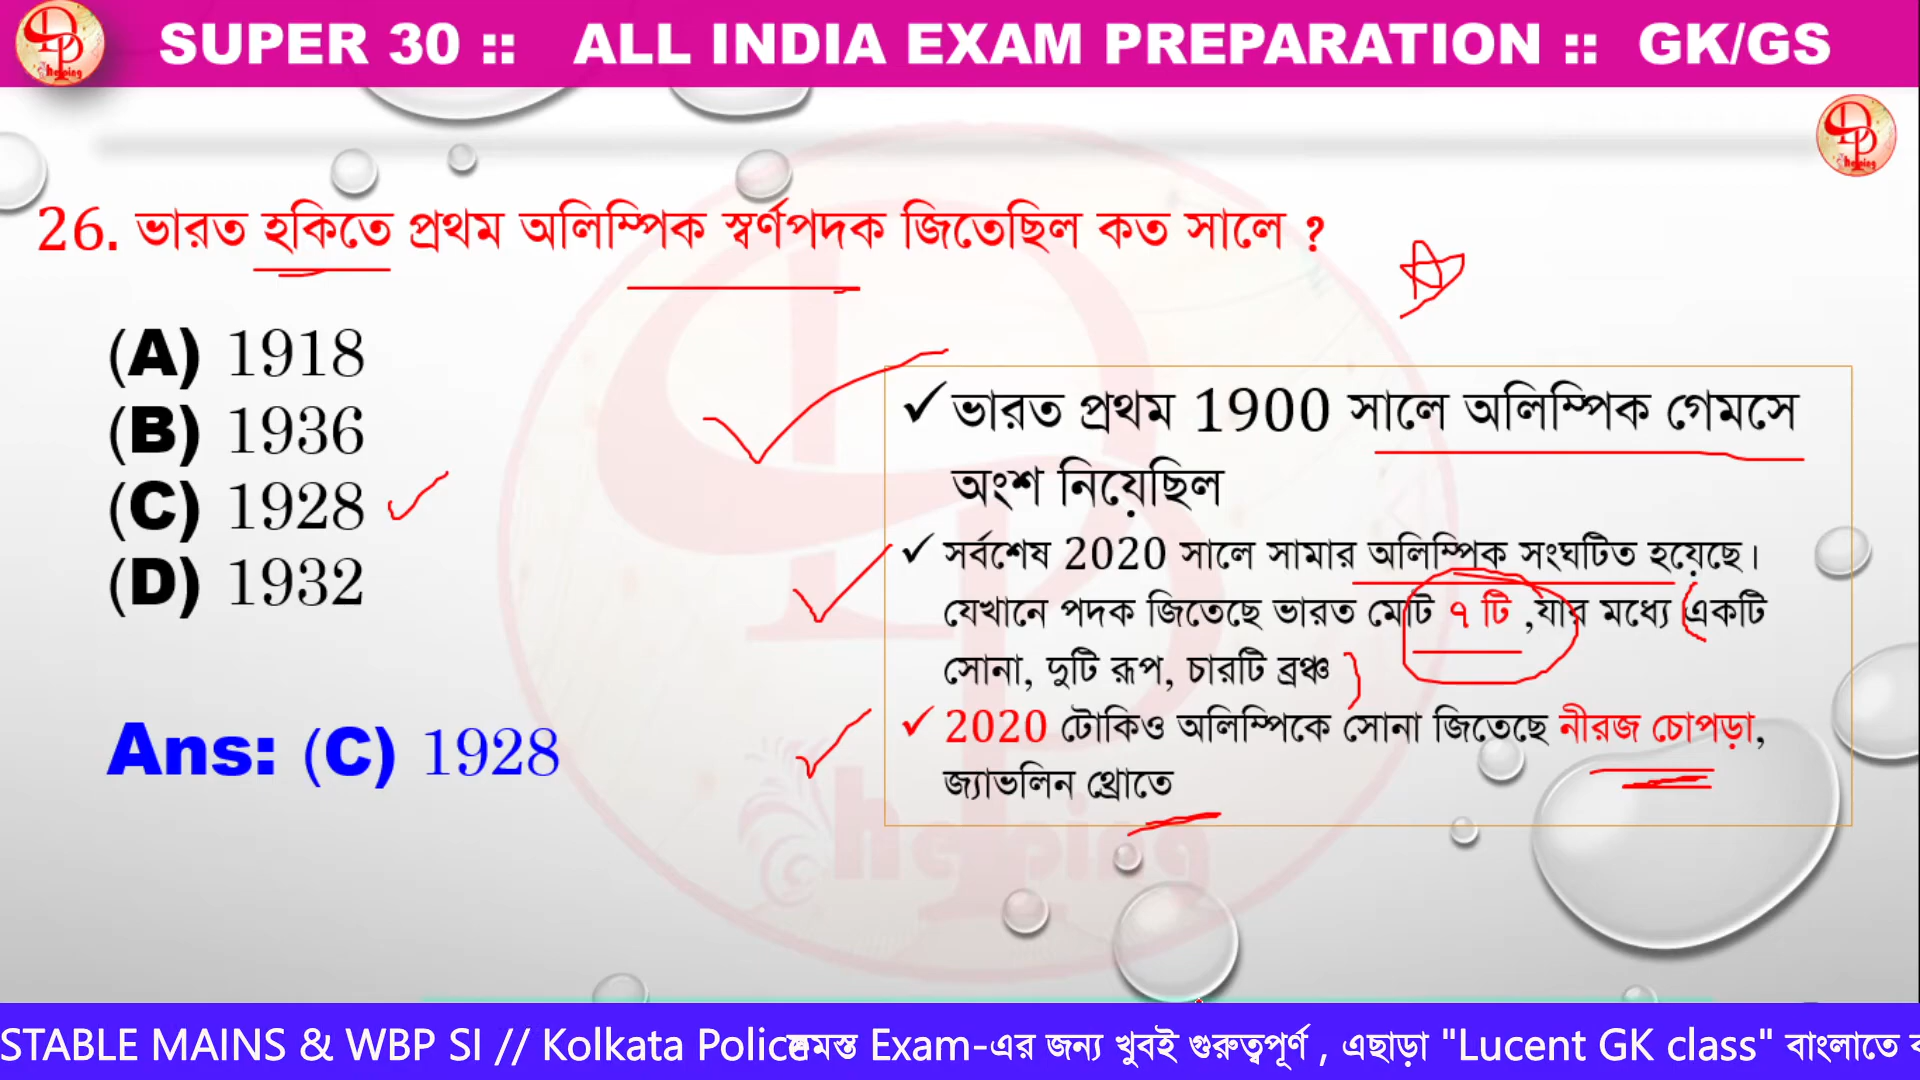 SUPER 30 :: ALL INDIA EXAM PREPARATION :: GK/GS
26. ভারত হকিতে প্রথম অলিম্পিক স্বর্ণপদক জিতেছিল কত সালে ?
(A) 1918
(B) 1936
(C) 1928
(D) 1932
Ans: (C) 1928
✓ ভারত প্রথম 1900 সালে অলিম্পিক গেমসে
অংশ নিয়েছিল
✓ সর্বশেষ 2020 সালে সামার অলিম্পিক সংঘটিত হয়েছে।
যেখানে পদক জিতেছে ভারত মোট ৭ টি ,যার মধ্যে একটি
সোনা, দুটি রূপ, চারটি ব্রঞ্চ
✓ 2020 টোকিও অলিম্পিকে সোনা জিতেছে নীরজ চোপড়া,
জ্যাভলিন থ্রোতে
helping
STABLE MAINS & WBP SI // Kolkata Police Exam-এর জন্য খুবই গুরুত্বপূর্ণ , এছাড়া "Lucent GK class" বাংলাতে